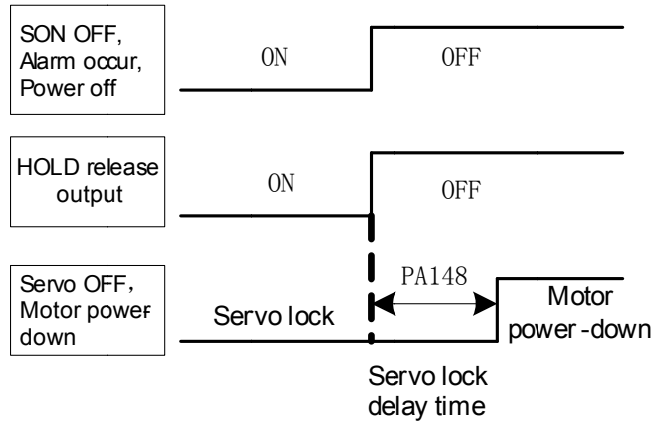 SON OFF,
Alarm occur,
Power off
ON
OFF
HOLD release
output
ON
OFF
Servo OFF,
Motor power
down
Servo lock
PA148
Motor
power-down
Servo lock
delay time